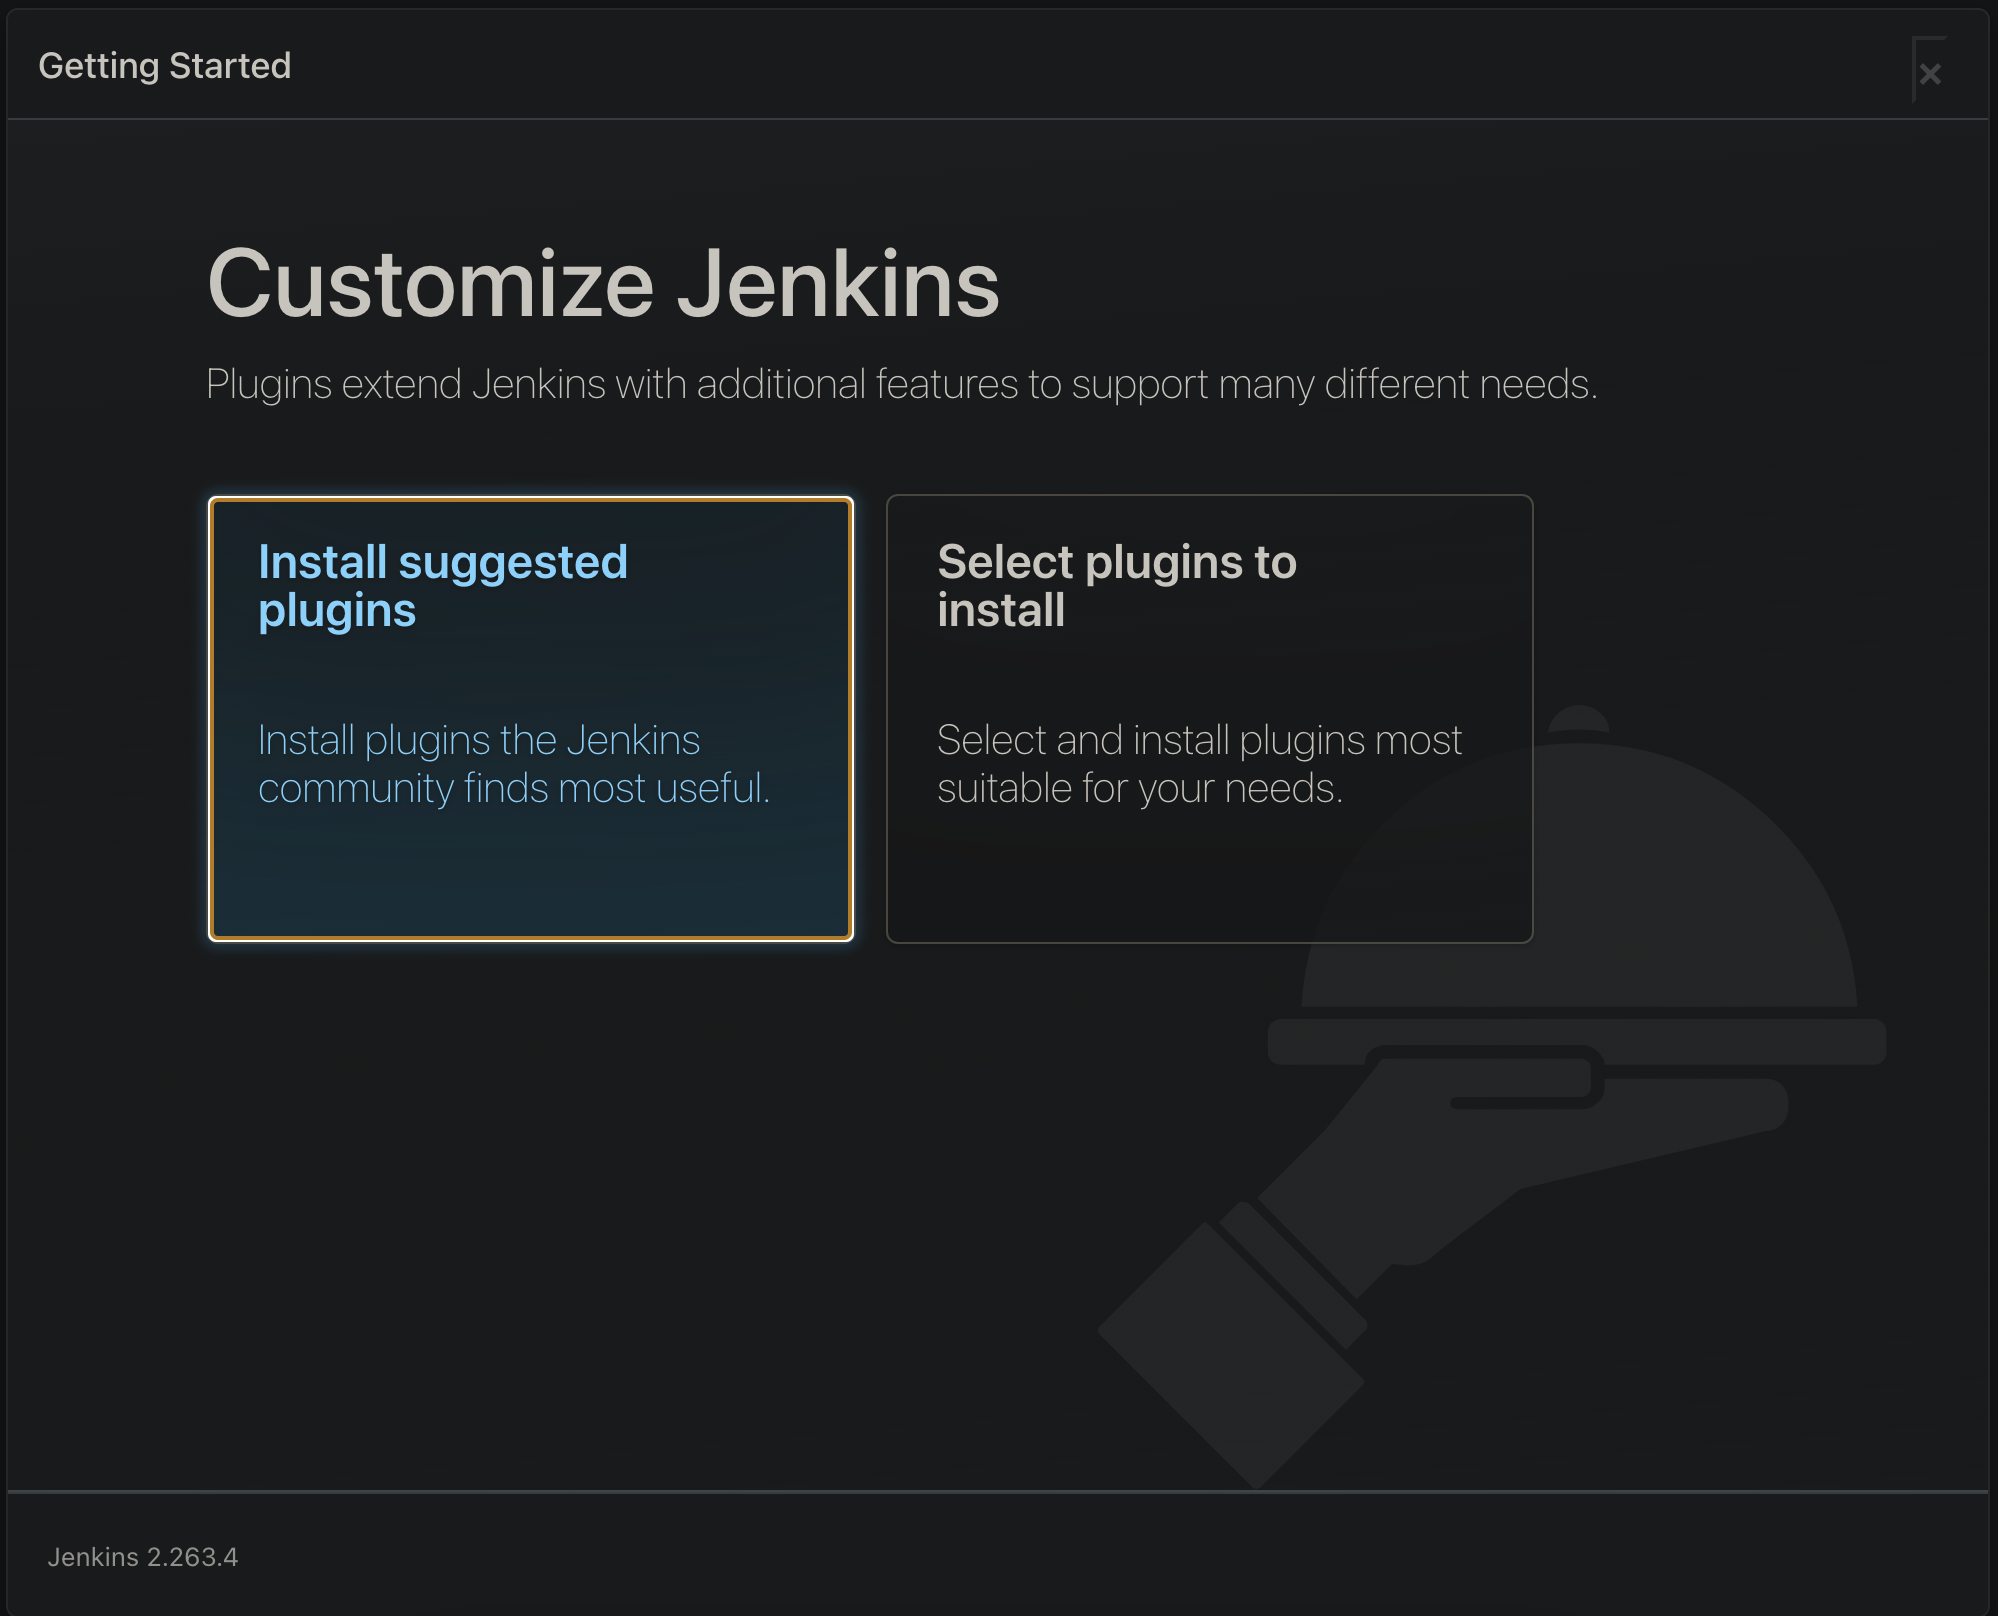 Getting Started
×
Customize Jenkins
Plugins extend Jenkins with additional features to support many different needs.
Install suggested
plugins
Install plugins the Jenkins
community finds most useful.
Select plugins to
install
Select and install plugins most
suitable for your needs.
Jenkins 2.263.4